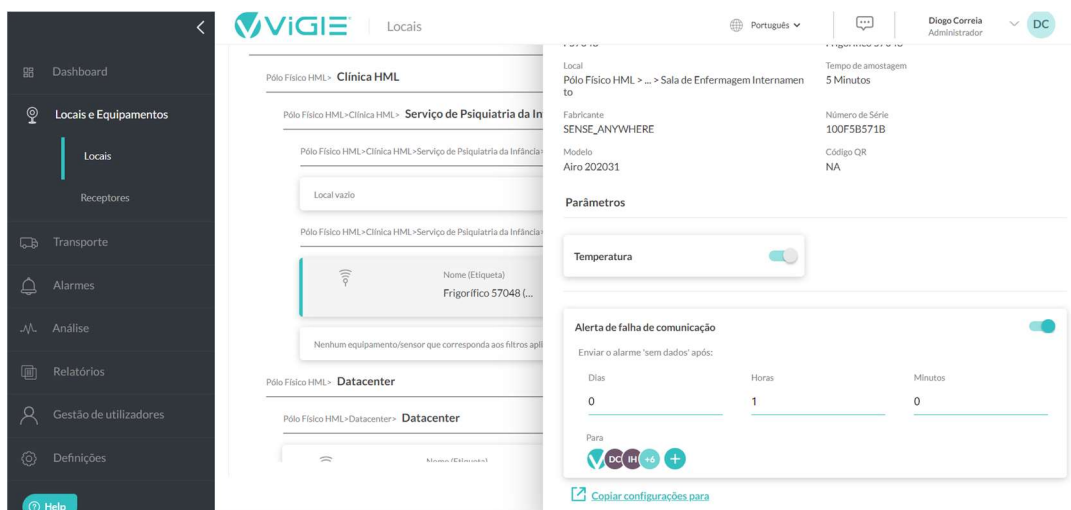 ViGIE
Locais
Português
Diogo Correia
Administrador
DC
Dashboard
Locais e Equipamentos
Locais
Receptores
Transporte
Alarmes
Análise
Relatórios
Gestão de utilizadores
Definições
Help
Pólo Físico HML> Clínica HML
Pólo Físico HML>Clínica HML> Serviço de Psiquiatria da In
Pólo Físico HML>Clínica HML>Serviço de Psiquiatria da Infância>
Local vazio
Pólo Físico HML>Clínica HML>Serviço de Psiquiatria da Infância>
Nome (Etiqueta)
Frigorífico 57048 (...
Nenhum equipamento/sensor que corresponda aos filtros apli
Pólo Físico HML> Datacenter
Pólo Físico HML>Datacenter> Datacenter
Nome (Etiqueta)
Local
Tempo de amostagem
Pólo Físico HML > ... > Sala de Enfermagem Internamen
to
5 Minutos
Fabricante
Número de Série
SENSE_ANYWHERE
100F5B571B
Modelo
Código QR
Airo 202031
NA
Parâmetros
Temperatura
Alerta de falha de comunicação
Enviar o alarme 'sem dados' após:
Dias
Horas
Minutos
0
1
0
Para
DC
IH
+6
+
Copiar configurações para